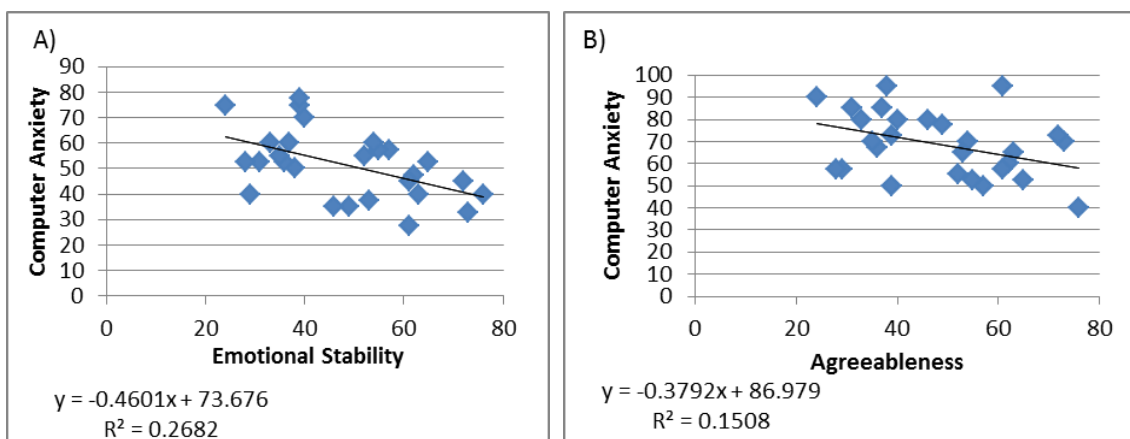 A)
Computer Anxiety
90
80
70
60
50
40
30
20
10
0
0 20 40 60 80
Emotional Stability
y = -0.4601x + 73.676
R² = 0.2682
B)
Computer Anxiety
100
90
80
70
60
50
40
30
20
10
0
0 20 40 60 80
Agreeableness
y = -0.3792x + 86.979
R² = 0.1508